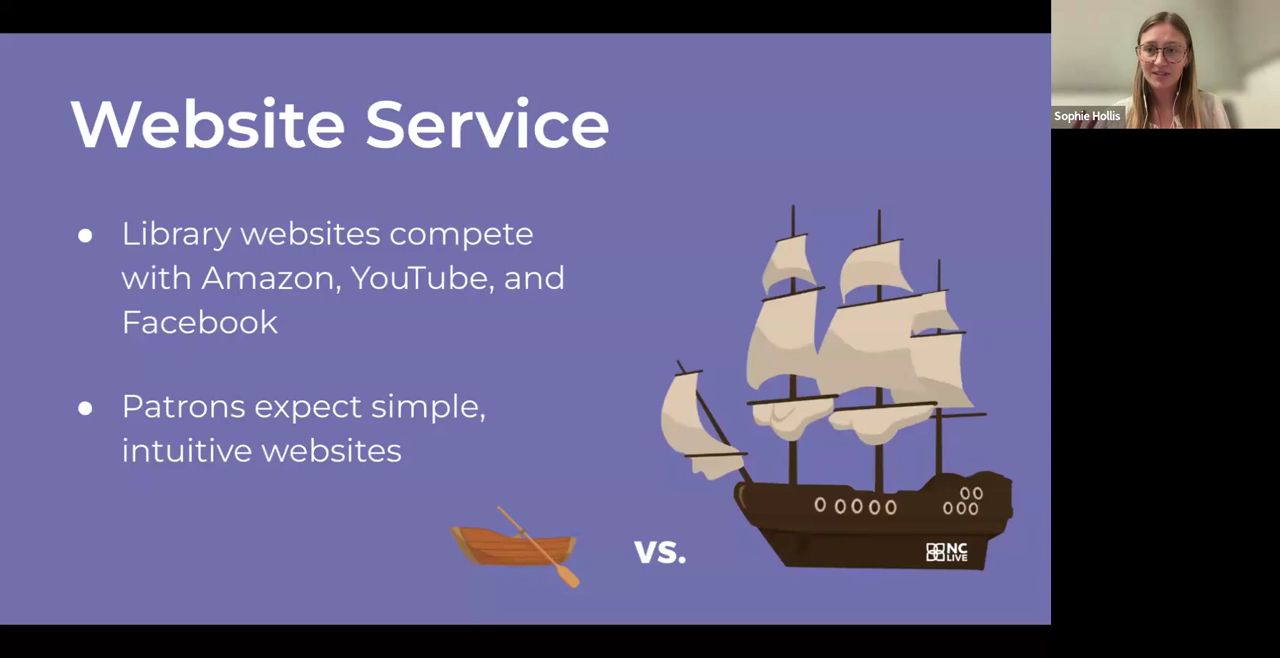 Website Service
● Library websites compete
with Amazon, YouTube, and
Facebook
● Patrons expect simple,
intuitive websites
vs.
NC
LIVE
Sophie Hollis